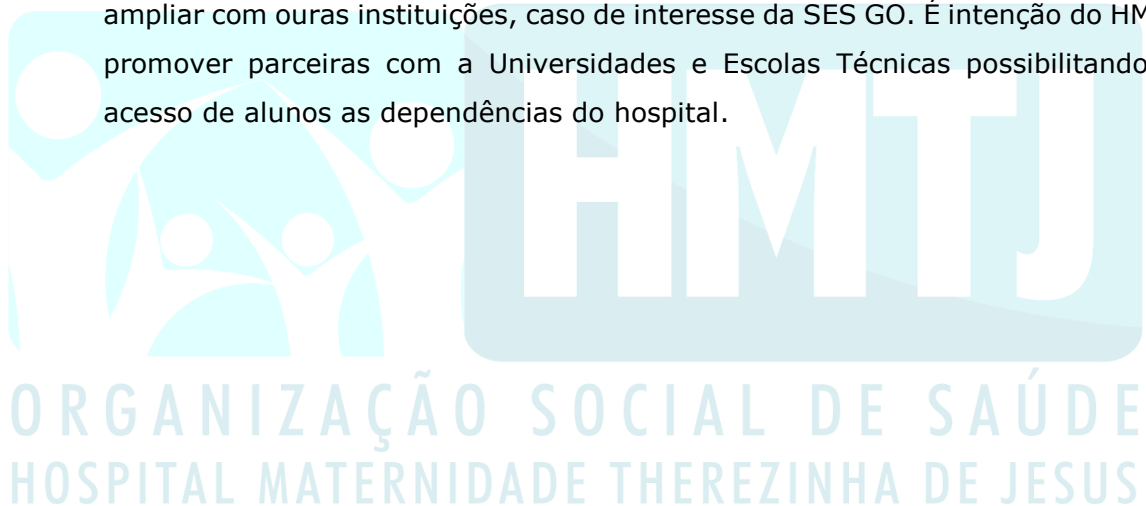 ampliar com ouras instituições, caso de interesse da SES GO. É intenção do HM
promover parceiras com a Universidades e Escolas Técnicas possibilitando
acesso de alunos as dependências do hospital.
HMTJ
ORGANIZAÇÃO SOCIAL DE SAÚDE
HOSPITAL MATERNIDADE THEREZINHA DE JESUS